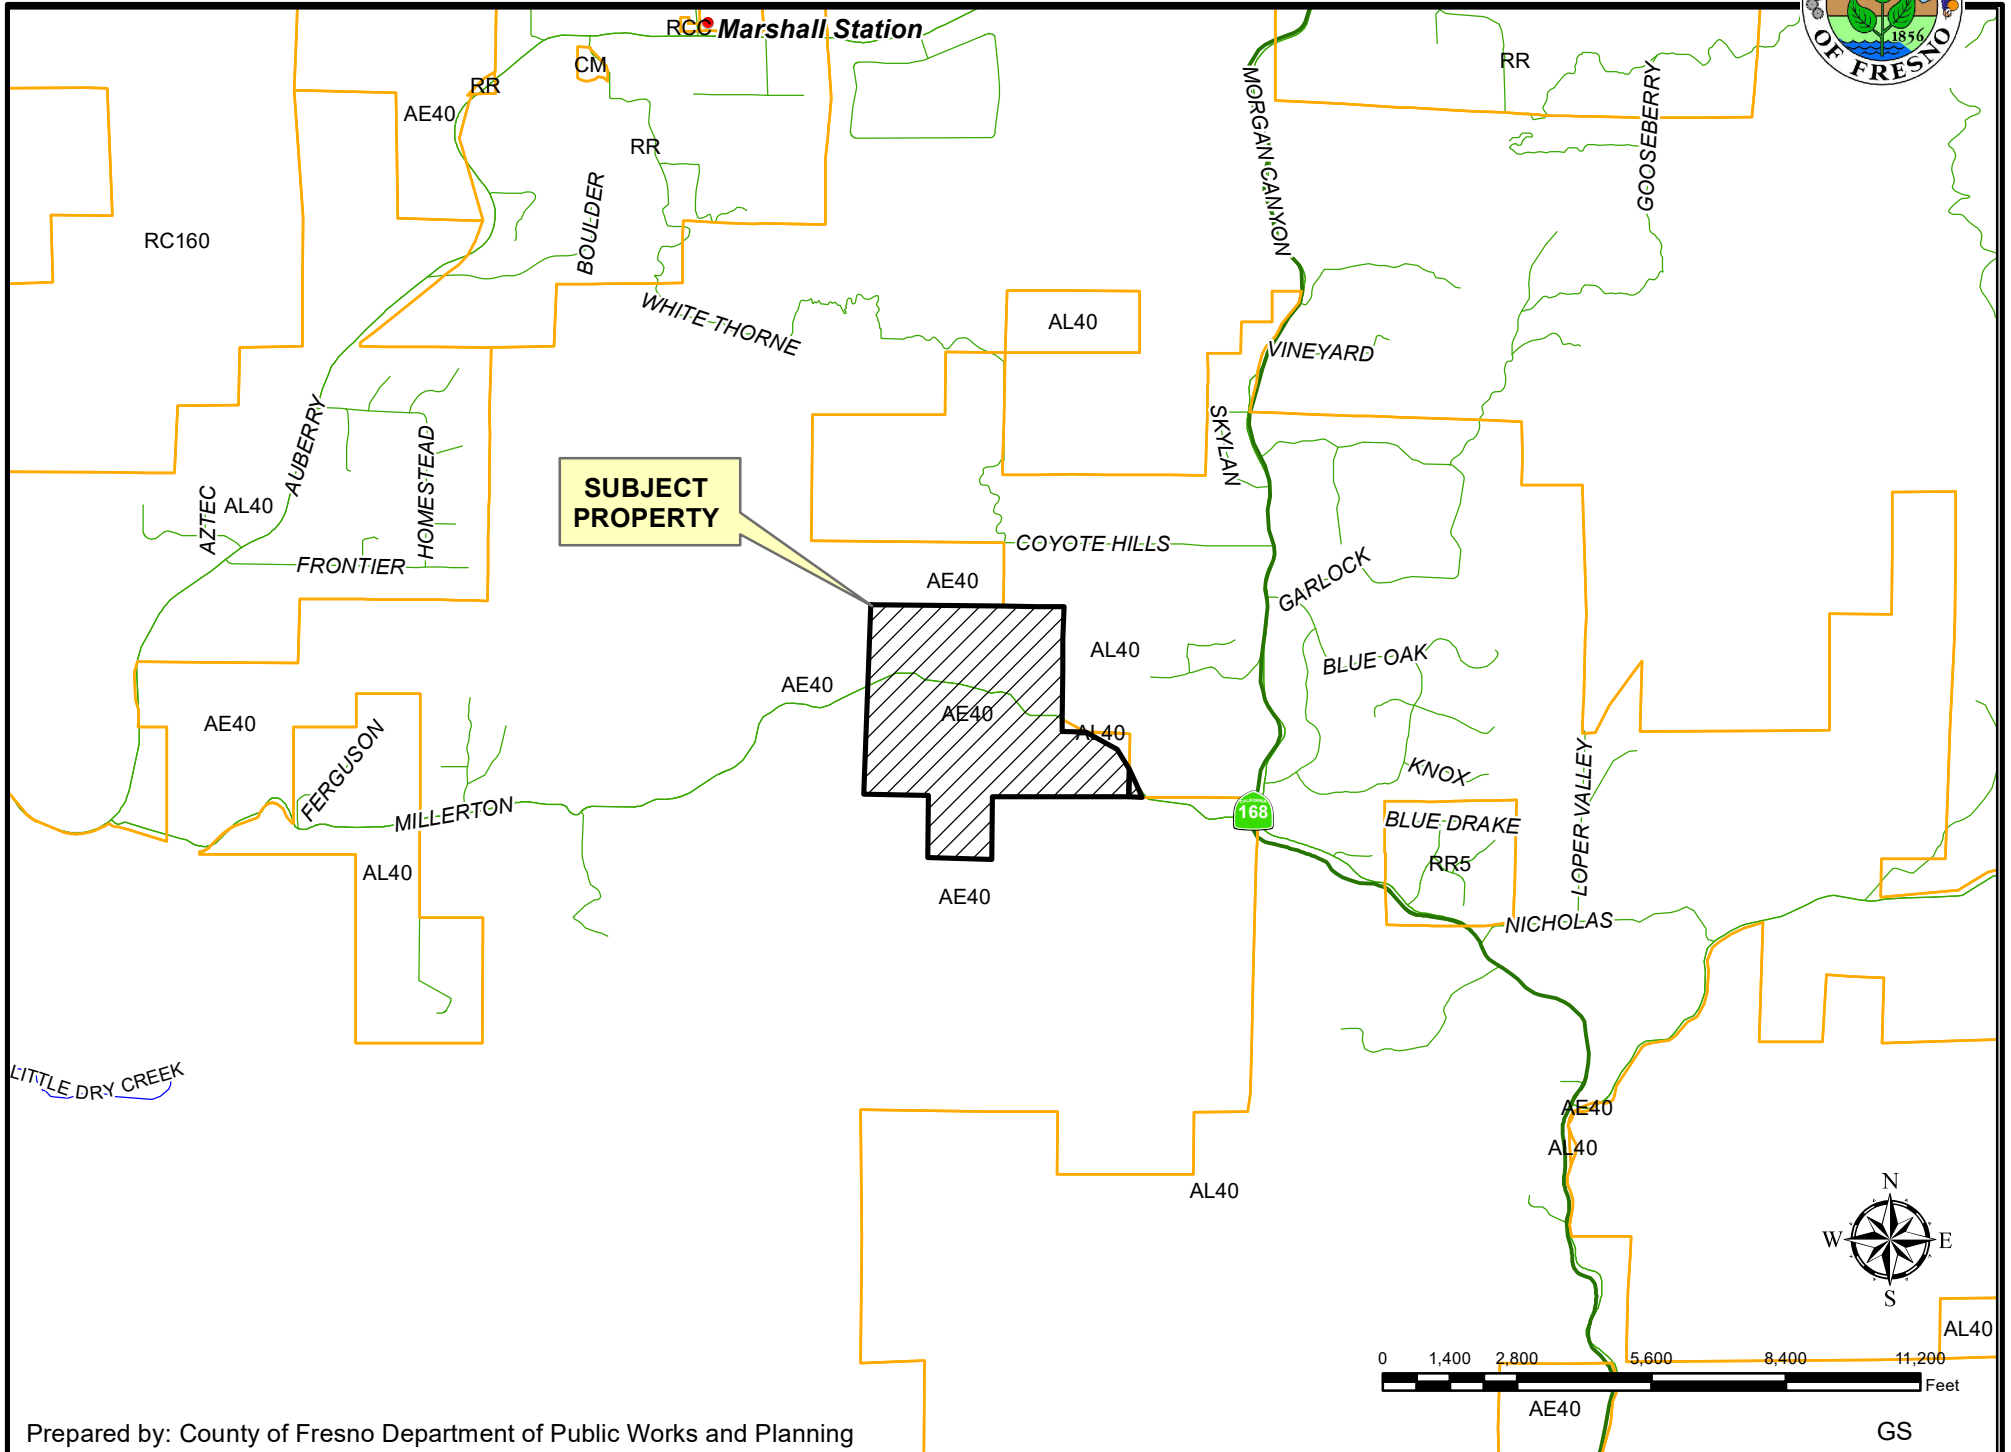 RCC
Marshall Station
1856
OF FRESNO
CM
RR
RR
AE40
MORGAN CANYON
GOOSEBERRY
RR
BOULDER
RC160
WHITE THORNE
AL40
VINEYARD
AUBERRY
HOMESTEAD
SKYLAN
SUBJECT
PROPERTY
AZTEC
AL40
FRONTIER
COYOTE HILLS
AE40
GARLOCK
AL40
BLUE OAK
AE40
AE40
AE40
AL40
FERGUSON
MILLERTON
KNOX
LOPER VALLEY
CALIFORNIA
168
BLUE DRAKE
RR5
AL40
AE40
NICHOLAS
LITTLE DRY CREEK
AE40
AL40
AL40
N
W
E
S
AL40
0 1,400 2,800 5,600 8,400 11,200
Feet
AE40
Prepared by: County of Fresno Department of Public Works and Planning
GS